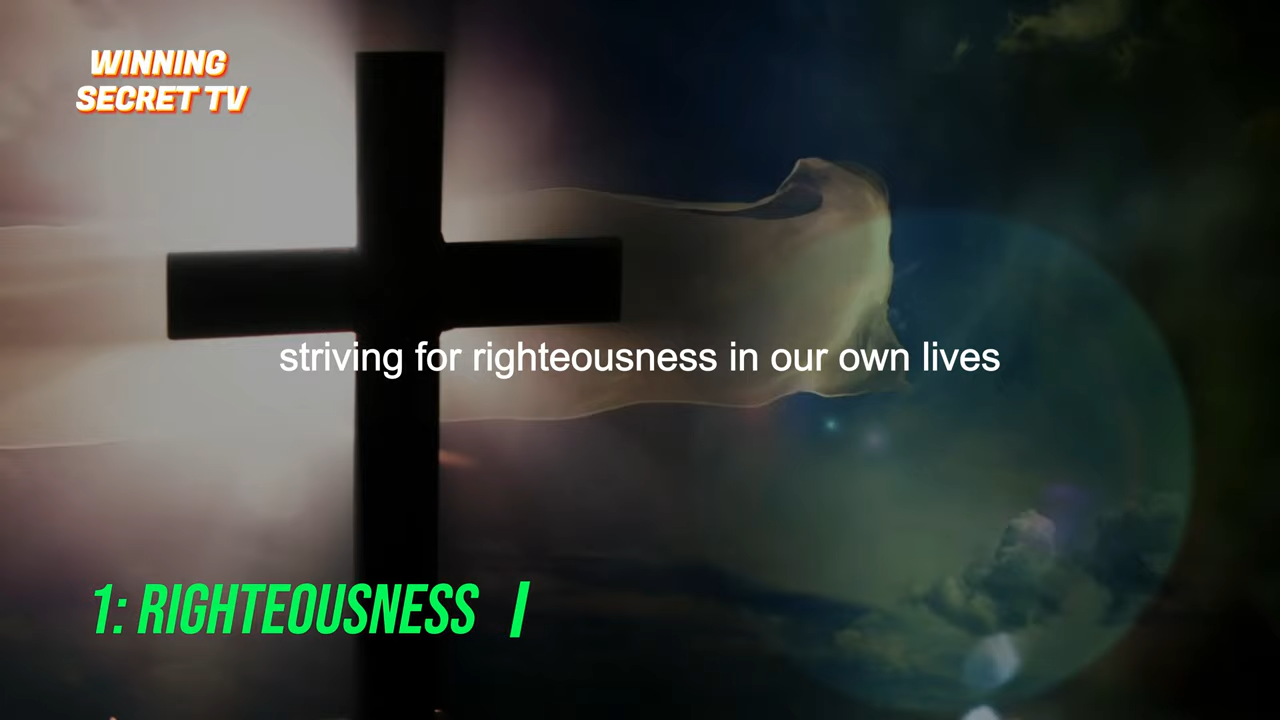 WINNING
SECRET TV
striving for righteousness in our own lives
1: RIGHTEOUSNESS